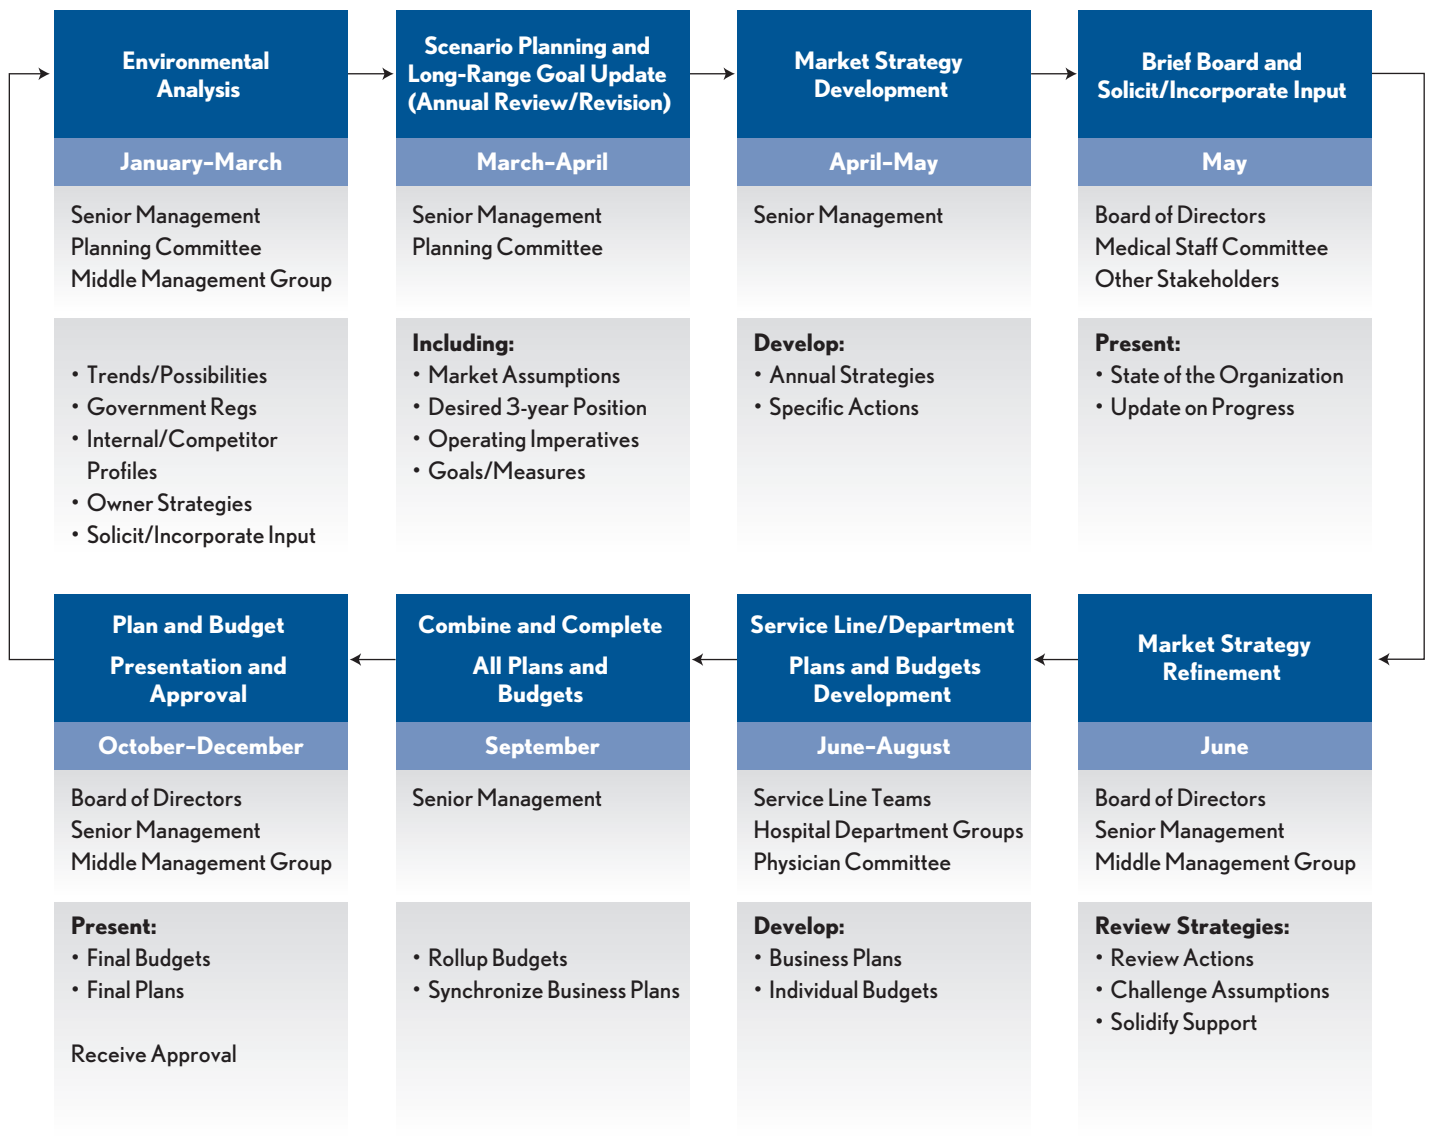 Environmental
Analysis
January–March
Senior Management
Planning Committee
Middle Management Group
• Trends/Possibilities
• Government Regs
• Internal/Competitor
Profiles
• Owner Strategies
• Solicit/Incorporate Input
Scenario Planning and
Long-Range Goal Update
(Annual Review/Revision)
March–April
Senior Management
Planning Committee
Including:
• Market Assumptions
• Desired 3-year Position
• Operating Imperatives
• Goals/Measures
Market Strategy
Development
April–May
Senior Management
Develop:
• Annual Strategies
• Specific Actions
Brief Board and
Solicit/Incorporate Input
May
Board of Directors
Medical Staff Committee
Other Stakeholders
Present:
• State of the Organization
• Update on Progress
Market Strategy
Refinement
June
Board of Directors
Senior Management
Middle Management Group
Review Strategies:
• Review Actions
• Challenge Assumptions
• Solidify Support
Service Line/Department
Plans and Budgets
Development
June–August
Service Line Teams
Hospital Department Groups
Physician Committee
Develop:
• Business Plans
• Individual Budgets
Combine and Complete
All Plans and
Budgets
September
Senior Management
• Rollup Budgets
• Synchronize Business Plans
Plan and Budget
Presentation and
Approval
October–December
Board of Directors
Senior Management
Middle Management Group
Present:
• Final Budgets
• Final Plans
Receive Approval